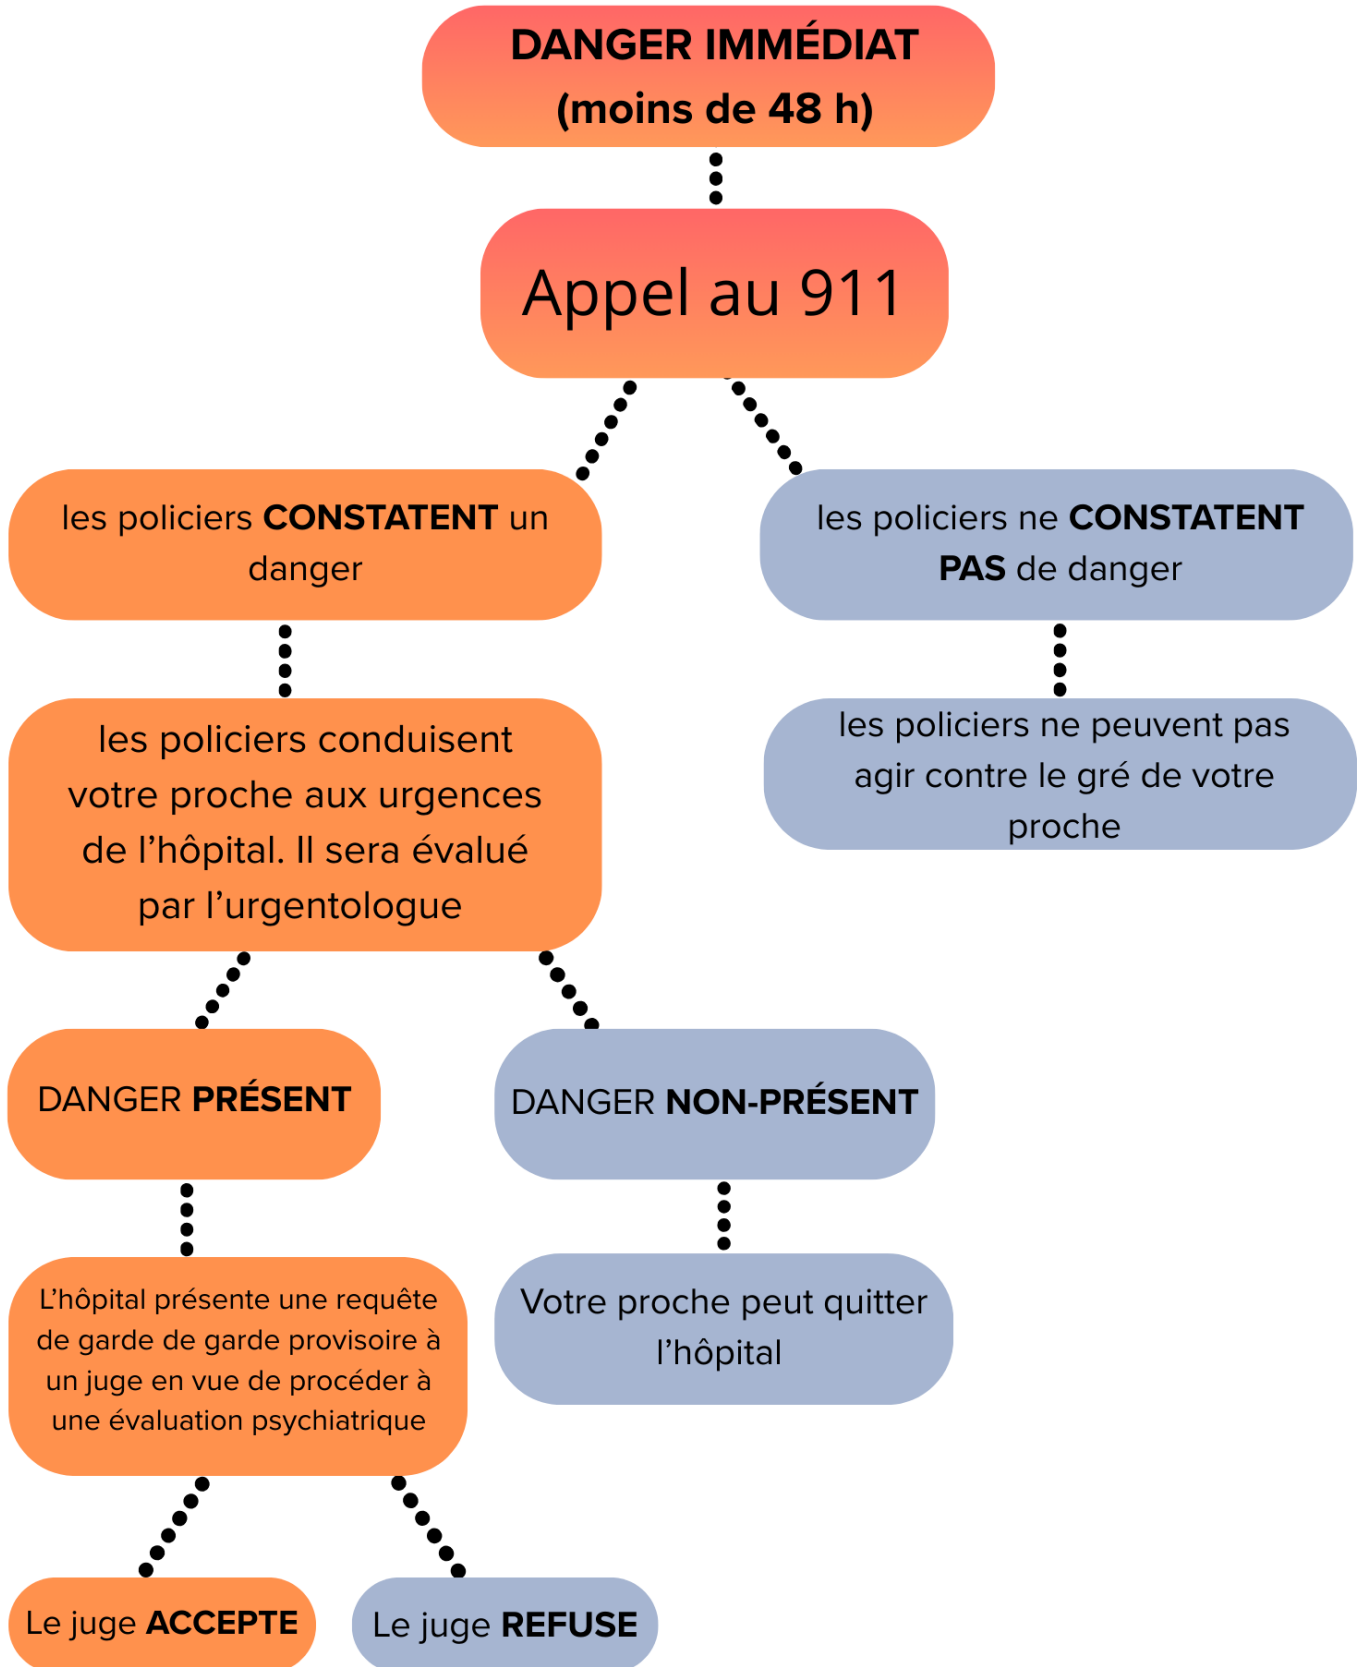 DANGER IMMÉDIAT
(moins de 48 h)
Appel au 911
les policiers CONSTATENT un
danger
les policiers ne CONSTATENT
PAS de danger
les policiers conduisent
votre proche aux urgences
de l'hôpital. Il sera évalué
par l'urgentologue
les policiers ne peuvent pas
agir contre le gré de votre
proche
DANGER PRÉSENT
DANGER NON-PRÉSENT
L'hôpital présente une requête
de garde de garde provisoire à
un juge en vue de procéder à
une évaluation psychiatrique
Votre proche peut quitter
l'hôpital
Le juge ACCEPTE
Le juge REFUSE